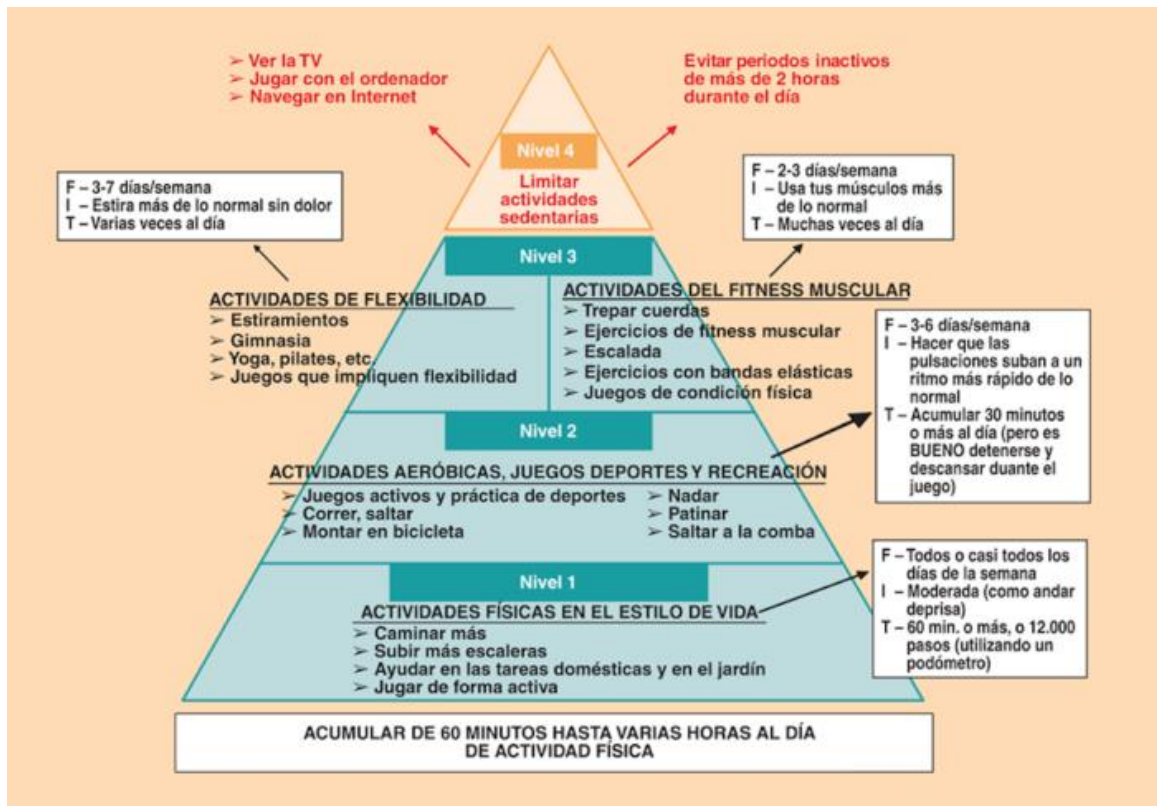 ➢ Ver la TV
➢ Jugar con el ordenador
➢ Navegar en Internet
Evitar periodos inactivos
de más de 2 horas
durante el día
Nivel 4
Limitar
actividades
sedentarias
F – 3-7 días/semana
I – Estira más de lo normal sin dolor
T – Varias veces al día
F – 2-3 días/semana
I – Usa tus músculos más
de lo normal
T – Muchas veces al día
Nivel 3
ACTIVIDADES DE FLEXIBILIDAD
➢ Estiramientos
➢ Gimnasia
➢ Yoga, pilates, etc.
➢ Juegos que impliquen flexibilidad
ACTIVIDADES DEL FITNESS MUSCULAR
➢ Trepar cuerdas
➢ Ejercicios de fitness muscular
➢ Escalada
➢ Ejercicios con bandas elásticas
➢ Juegos de condición física
F – 3-6 días/semana
I – Hacer que las
pulsaciones suban a un
ritmo más rápido de lo
normal
T – Acumular 30 minutos
o más al día (pero es
BUENO detenerse y
descansar duante el
juego)
Nivel 2
ACTIVIDADES AERÓBICAS, JUEGOS DEPORTES Y RECREACIÓN
➢ Juegos activos y práctica de deportes
➢ Correr, saltar
➢ Montar en bicicleta
➢ Nadar
➢ Patinar
➢ Saltar a la comba
F – Todos o casi todos los
días de la semana
I – Moderada (como andar
deprisa)
T – 60 min. o más, o 12.000
pasos (utilizando un
podómetro)
Nivel 1
ACTIVIDADES FÍSICAS EN EL ESTILO DE VIDA
➢ Caminar más
➢ Subir más escaleras
➢ Ayudar en las tareas domésticas y en el jardín
➢ Jugar de forma activa
ACUMULAR DE 60 MINUTOS HASTA VARIAS HORAS AL DÍA
DE ACTIVIDAD FÍSICA